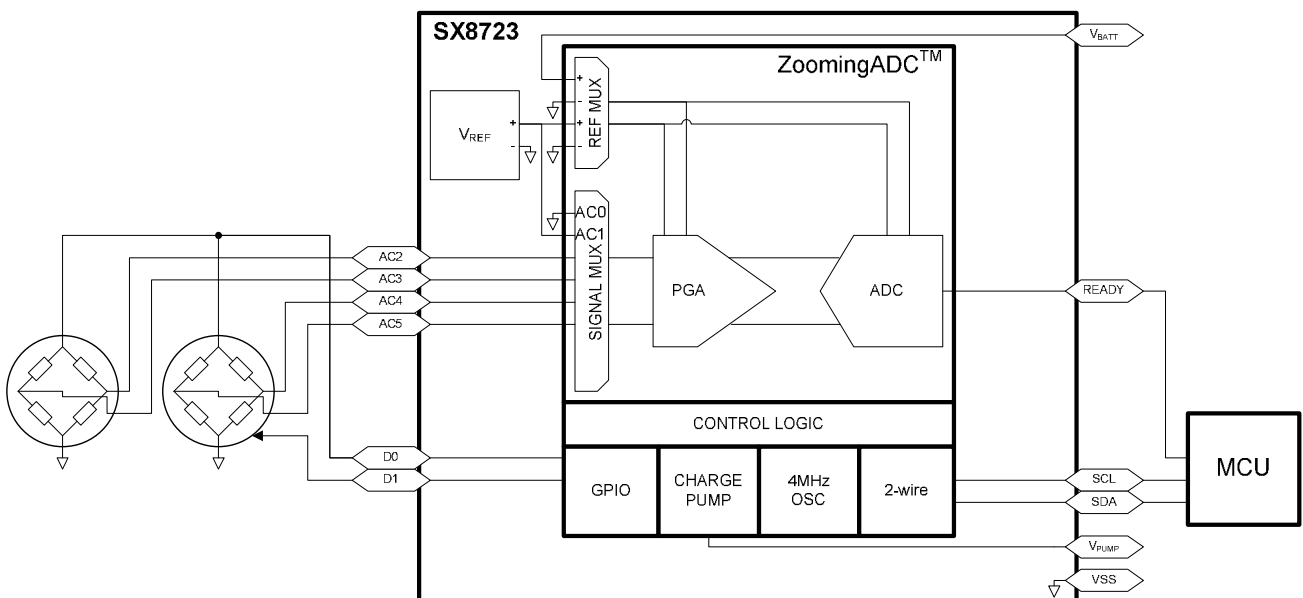 SX8723
VBATT
ZoomingADC™
+
-
+
-
REF MUX
VREF
+
-
AC0
AC1
SIGNAL MUX
AC2
AC3
AC4
AC5
PGA
ADC
READY
CONTROL LOGIC
D0
D1
GPIO
CHARGE
PUMP
4MHz
OSC
2-wire
SCL
SDA
MCU
VPUMP
VSS